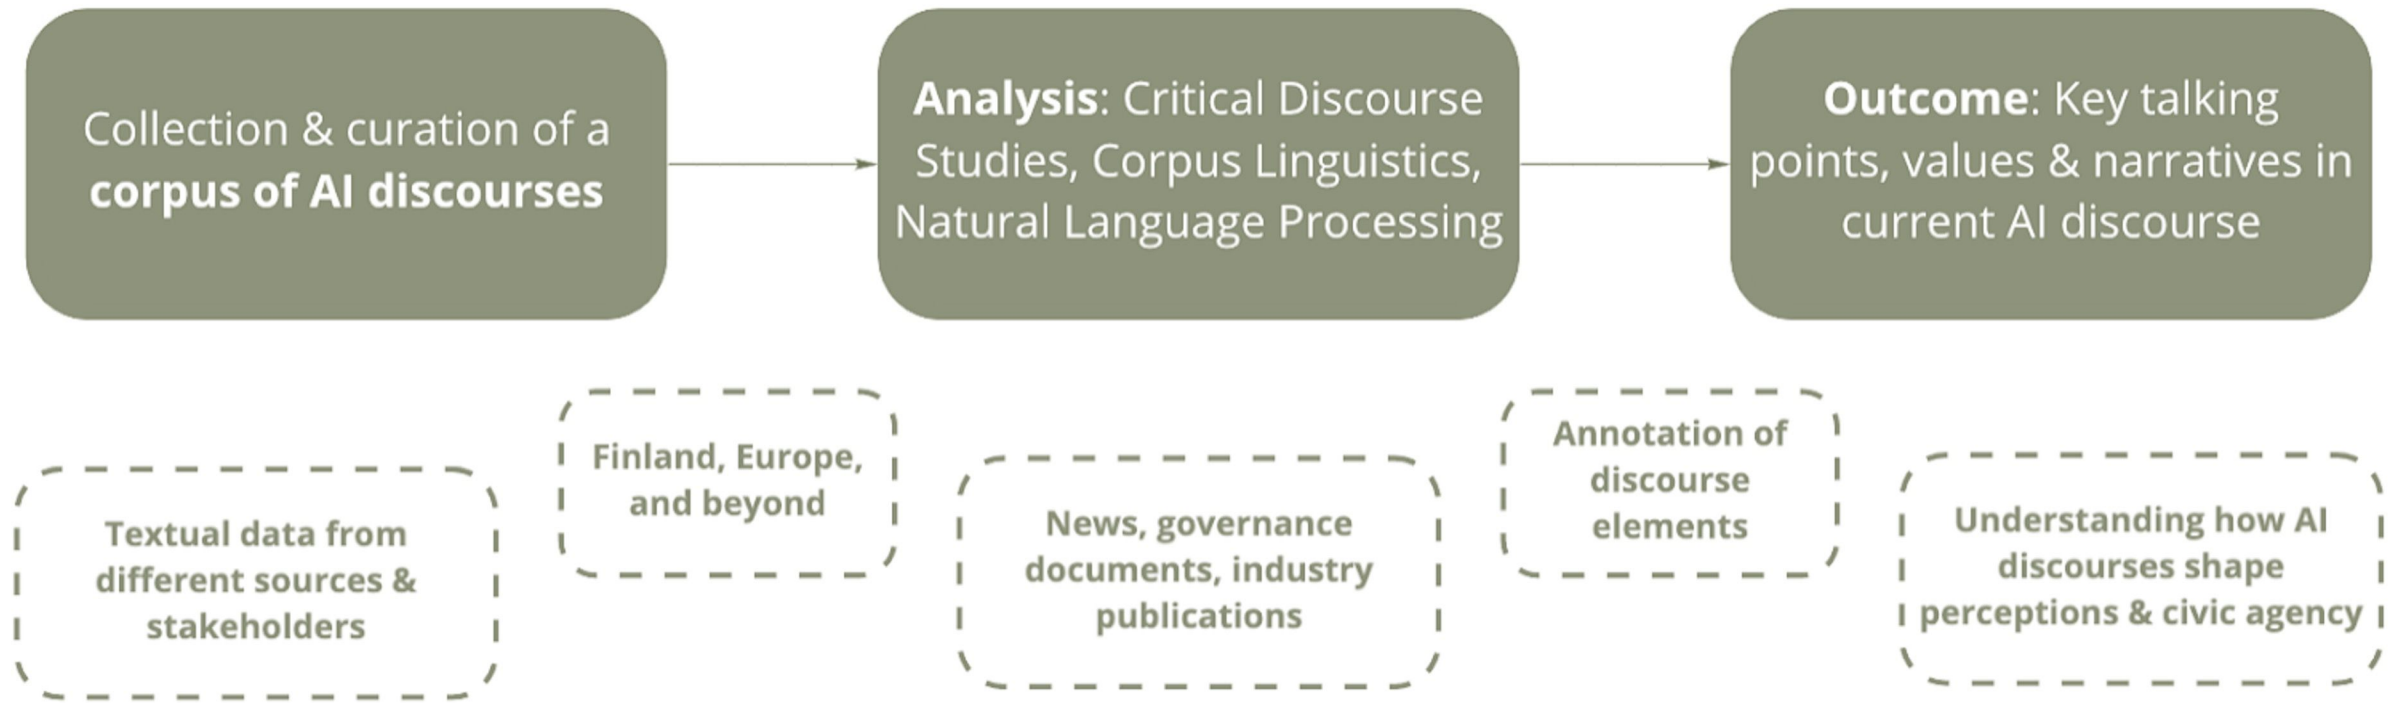 Collection & curation of a
corpus of AI discourses
Analysis: Critical Discourse
Studies, Corpus Linguistics,
Natural Language Processing
Outcome: Key talking
points, values & narratives in
current AI discourse
Textual data from
different sources &
stakeholders
Finland, Europe,
and beyond
News, governance
documents, industry
publications
Annotation of
discourse
elements
Understanding how AI
discourses shape
perceptions & civic agency